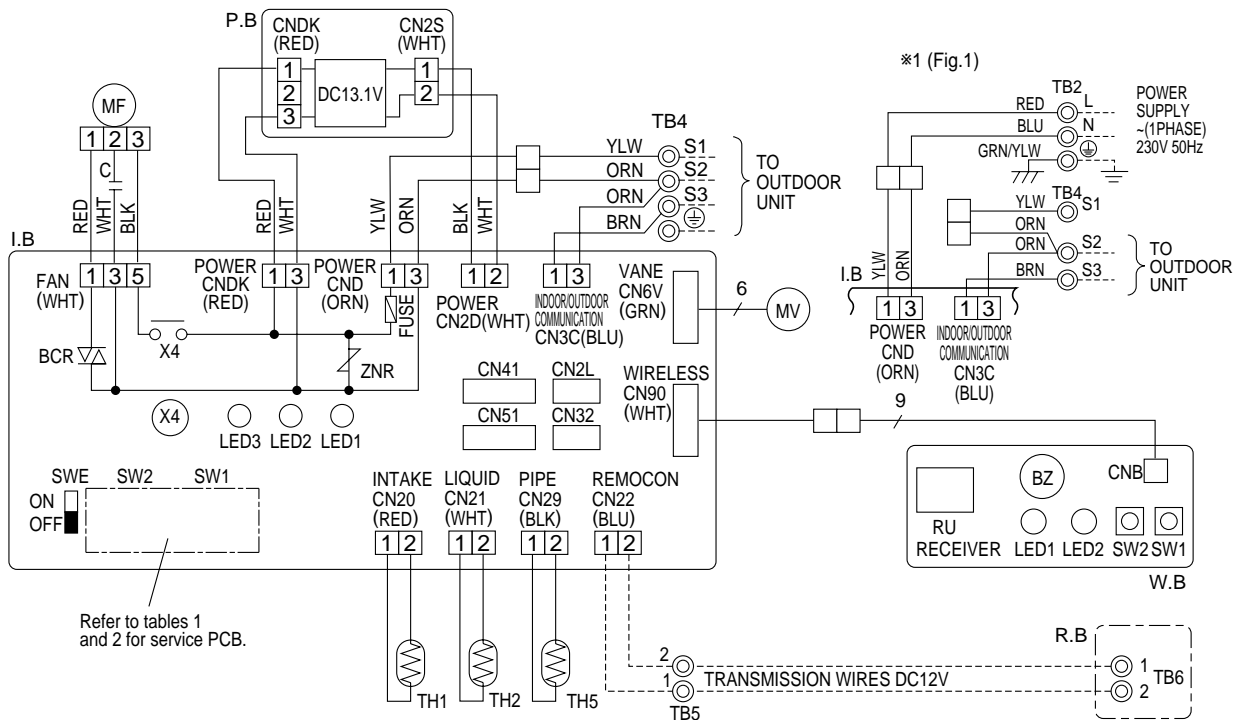 P.B
CNDK
(RED)
CN2S
(WHT)
1
2
3
DC13.1V
1
2
MF
1 2 3
C
RED
WHT
BLK
RED
WHT
YLW
ORN
BLK
WHT
TB4
YLW
S1
ORN
S2
ORN
S3
BRN
TO
OUTDOOR
UNIT
※1 (Fig.1)
TB2
RED
L
BLU
N
GRN/YLW
POWER
SUPPLY
~(1PHASE)
230V 50Hz
TB4
YLW
S1
ORN
ORN
S2
BRN
S3
TO
OUTDOOR
UNIT
I.B
YLW
ORN
1 3
POWER
CND
(ORN)
1 3
INDOOR/OUTDOOR
COMMUNICATION
CN3C
(BLU)
I.B
FAN
(WHT)
1 3 5
POWER
CNDK
(RED)
1 3
POWER
CND
(ORN)
1 3
FUSE
1 2
POWER
CN2D(WHT)
1 3
INDOOR/OUTDOOR
COMMUNICATION
CN3C(BLU)
VANE
CN6V
(GRN)
6
MV
BCR
X4
ZNR
X4
LED3
LED2
LED1
CN41
CN2L
CN51
CN32
WIRELESS
CN90
(WHT)
9
CNB
BZ
RU
RECEIVER
LED1
LED2
SW2
SW1
W.B
SWE
SW2
SW1
ON
OFF
INTAKE
CN20
(RED)
1 2
LIQUID
CN21
(WHT)
1 2
PIPE
CN29
(BLK)
1 2
REMOCON
CN22
(BLU)
1 2
Refer to tables 1
and 2 for service PCB.
TH1
TH2
TH5
2
1
TB5
TRANSMISSION WIRES DC12V
R.B
1
2
TB6